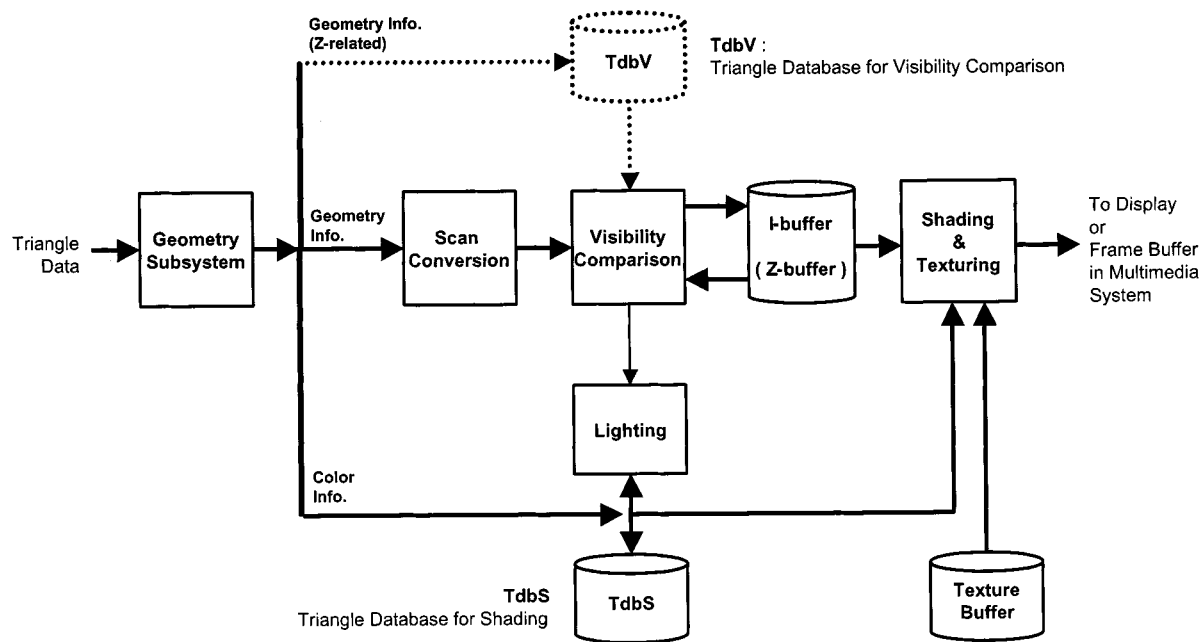 Geometry Info.
(Z-related)
TdbV
TdbV :
Triangle Database for Visibility Comparison
Triangle
Data
Geometry
Subsystem
Geometry
Info.
Scan
Conversion
Visibility
Comparison
I-buffer
( Z-buffer )
Shading
&
Texturing
To Display
or
Frame Buffer
in Multimedia
System
Lighting
Color
Info.
TdbS
Triangle Database for Shading
TdbS
Texture
Buffer